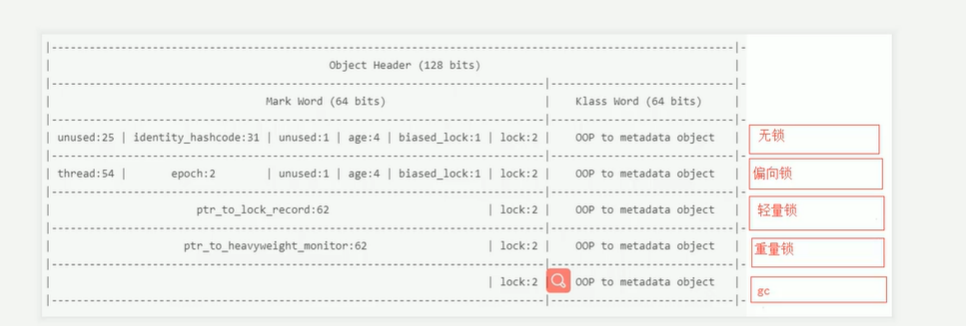 Object Header (128 bits)
Mark Word (64 bits) | Klass Word (64 bits)
unused:25 | identity_hashcode:31 | unused:1 | age:4 | biased_lock:1 | lock:2 | OOP to metadata object | 无锁
thread:54 | epoch:2 | unused:1 | age:4 | biased_lock:1 | lock:2 | OOP to metadata object | 偏向锁
ptr_to_lock_record:62 | lock:2 | OOP to metadata object | 轻量锁
ptr_to_heavyweight_monitor:62 | lock:2 | OOP to metadata object | 重量锁
| lock:2 | OOP to metadata object | gc